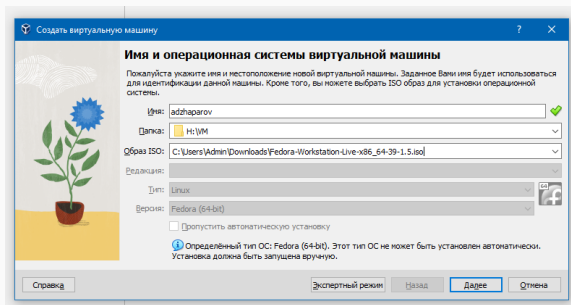 Создать виртуальную машину
? ×
Имя и операционная системы виртуальной машины
Пожалуйста укажите имя и местоположение новой виртуальной машины. Заданное Вами имя будет использоваться
для идентификации данной машины. Кроме того, вы можете выбрать ISO образ для установки операционной
системы.
Имя: adzhaparov
Папка: H:\VM
Образ ISO: C:\Users\Admin\Downloads\Fedora-Workstation-Live-x86_64-39-1.5.iso
Редакция:
Тип: Linux
64
Версия: Fedora (64-bit)
Пропустить автоматическую установку
Определённый тип ОС: Fedora (64-bit). Этот тип ОС не может быть установлен автоматически.
Установка должна быть запущена вручную.
Справка Экспертный режим Назад Далее Отмена